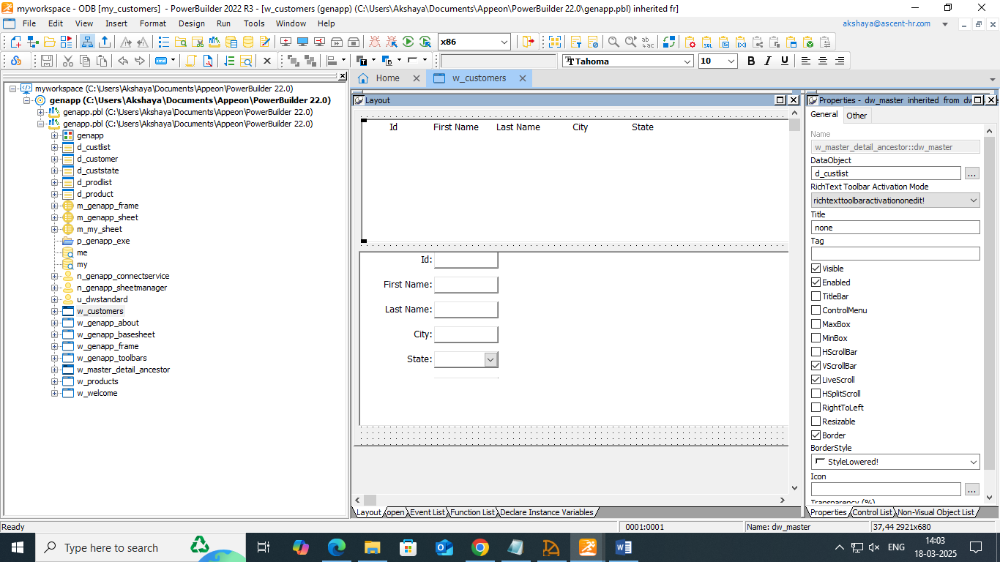 myworkspace - ODB [my_customers] - PowerBuilder 2022 R3 - [w_customers (genapp) (C:\Users\Akshaya\Documents\Appeon\PowerBuilder 22.0\genapp.pbl) inherited fr]
File Edit View Insert Format Design Run Tools Window Help
akshaya@ascent-hr.com
x86
Tahoma 10 B I U
Home
w_customers
myworkspace (C:\Users\Akshaya\Documents\Appeon\PowerBuilder 22.0)
genapp (C:\Users\Akshaya\Documents\Appeon\PowerBuilder 22.0)
genapp.pbl (C:\Users\Akshaya\Documents\Appeon\PowerBuilder 22.0)
genapp.pbl (C:\Users\Akshaya\Documents\Appeon\PowerBuilder 22.0)
genapp
d_custlist
d_customer
d_custstate
d_prodlist
d_product
m_genapp_frame
m_genapp_sheet
m_my_sheet
p_genapp_exe
me
my
n_genapp_connectservice
n_genapp_sheetmanager
u_dwstandard
w_customers
w_genapp_about
w_genapp_basesheet
w_genapp_frame
w_genapp_toolbars
w_master_detail_ancestor
w_products
w_welcome
Layout
Id First Name Last Name City State
Id:
First Name:
Last Name:
City:
State:
Layout open Event List Function List Declare Instance Variables
Properties - dw_master inherited from
General Other
Name
w_master_detail_ancestor::dw_master
DataObject
d_custlist
...
RichText Toolbar Activation Mode
richtexttoolbaractivationonedit!
Title
none
Tag
Visible
Enabled
TitleBar
ControlMenu
MaxBox
MinBox
HScrollBar
VScrollBar
LiveScroll
HSplitScroll
RightToLeft
Resizable
Border
BorderStyle
StyleLowered!
Icon
...
Transparency (%)
Properties Control List Non-Visual Object List
Ready
0001:0001
Name: dw_master
37,44 2921x680
Type here to search
ENG
14:03
18-03-2025